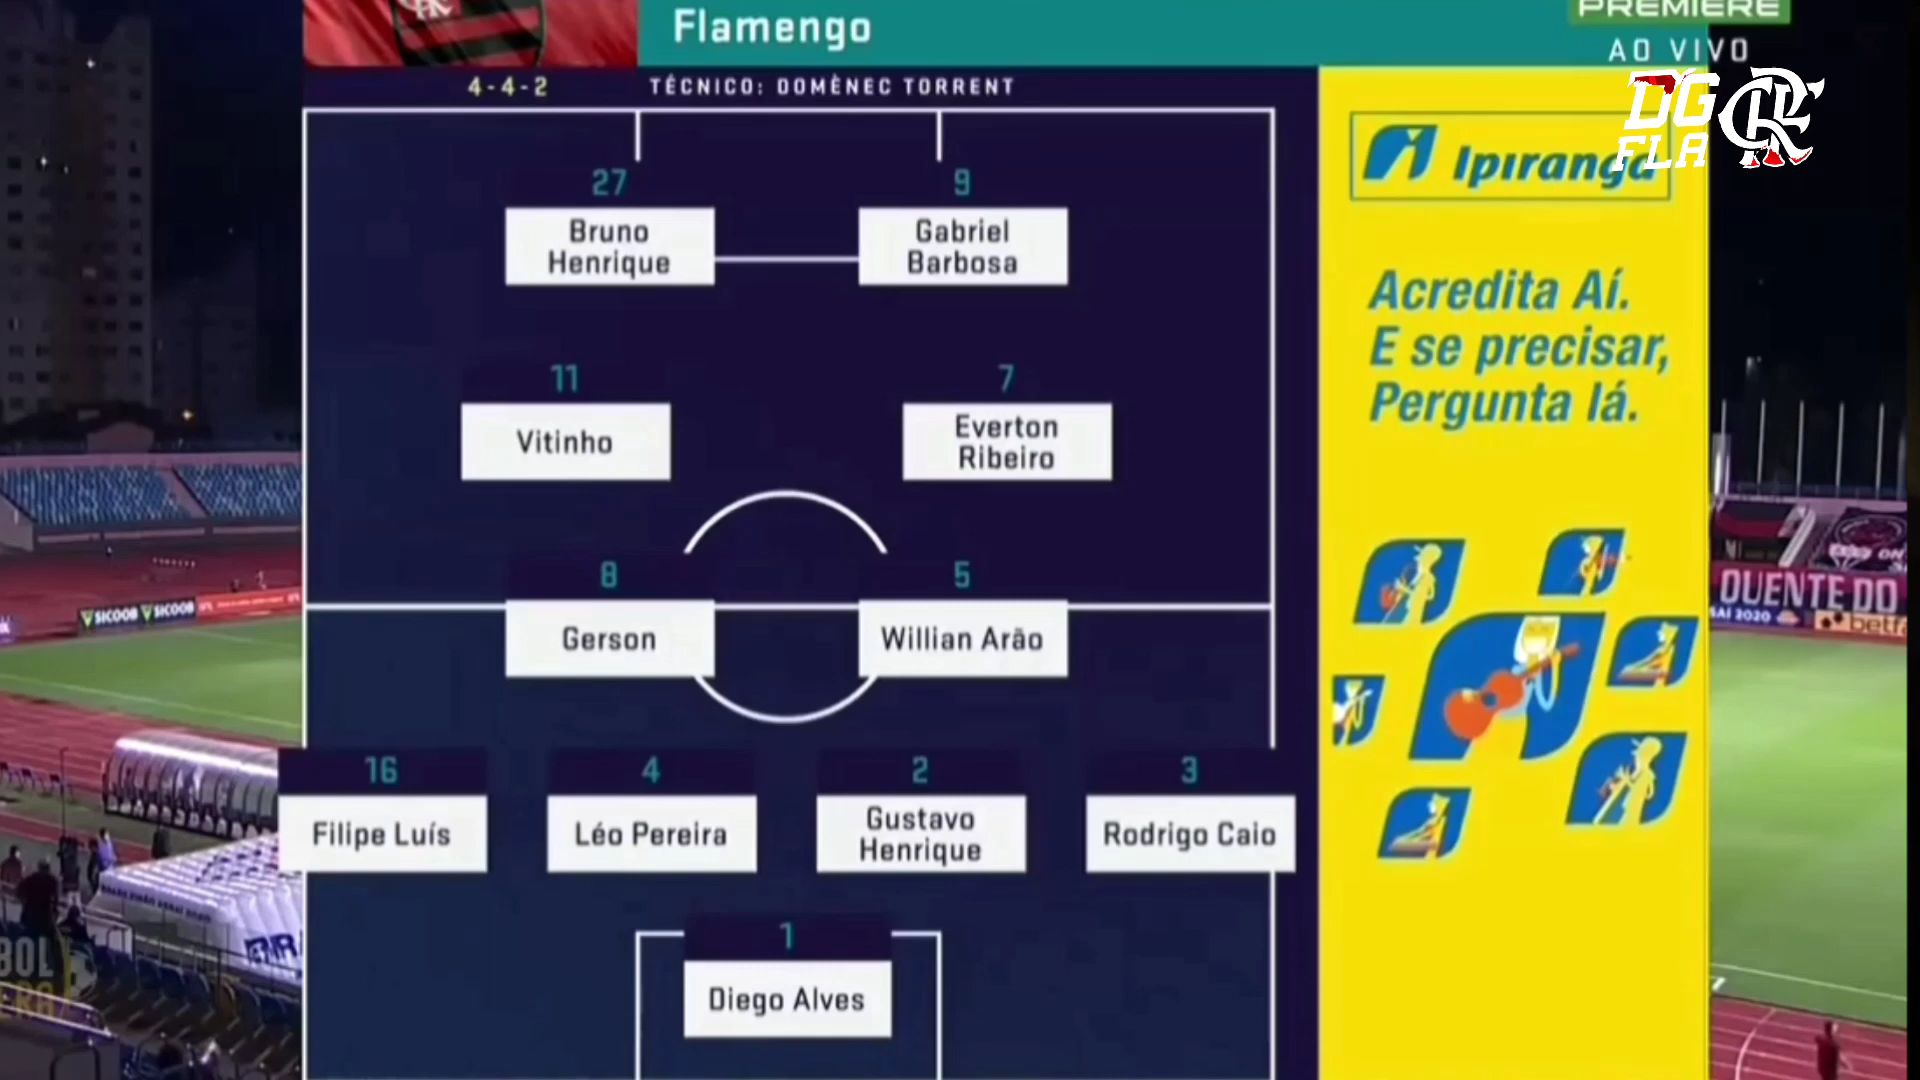 Flamengo
PREMIERE
AO VIVO
DG
FLA
4-4-2
TÉCNICO: DOMÈNEC TORRENT
Ipiranga
27
Bruno
Henrique
9
Gabriel
Barbosa
Acredita Aí.
E se precisar,
Pergunta lá.
11
Vitinho
7
Everton
Ribeiro
8
Gerson
5
Willian Arão
SICOOB SICOOB
QUENTE DO
2020
16
Filipe Luís
4
Léo Pereira
2
Gustavo
Henrique
3
Rodrigo Caio
1
Diego Alves